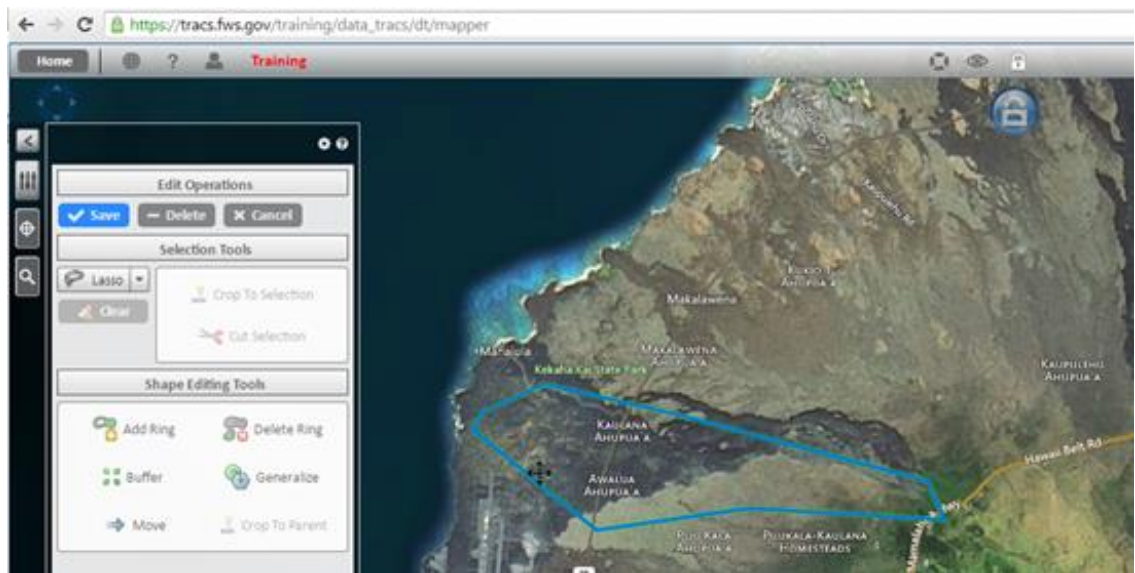 https://tracs.fws.gov/training/data_tracs/dt/mapper
Home ? Training
Edit Operations
Save Delete Cancel
Selection Tools
Lasso
Clear
Crop To Selection
Cut Selection
Shape Editing Tools
Add Ring Delete Ring
Buffer Generalize
Move Crop To Parent
Kaupulehu Rd
KUKIO 1
AHUPUA'A
Makalawena
Mahaiula
MAKALAWENA
AHUPUA'A
Kekaha Kai State Park
KAUPULEHU
AHUPUA'A
KAULANA
AHUPUA'A
Hawaii Belt Rd
AWALUA
AHUPUA'A
PUUKALA-KAULANA
HOMESTEADS
AHUPUA'A